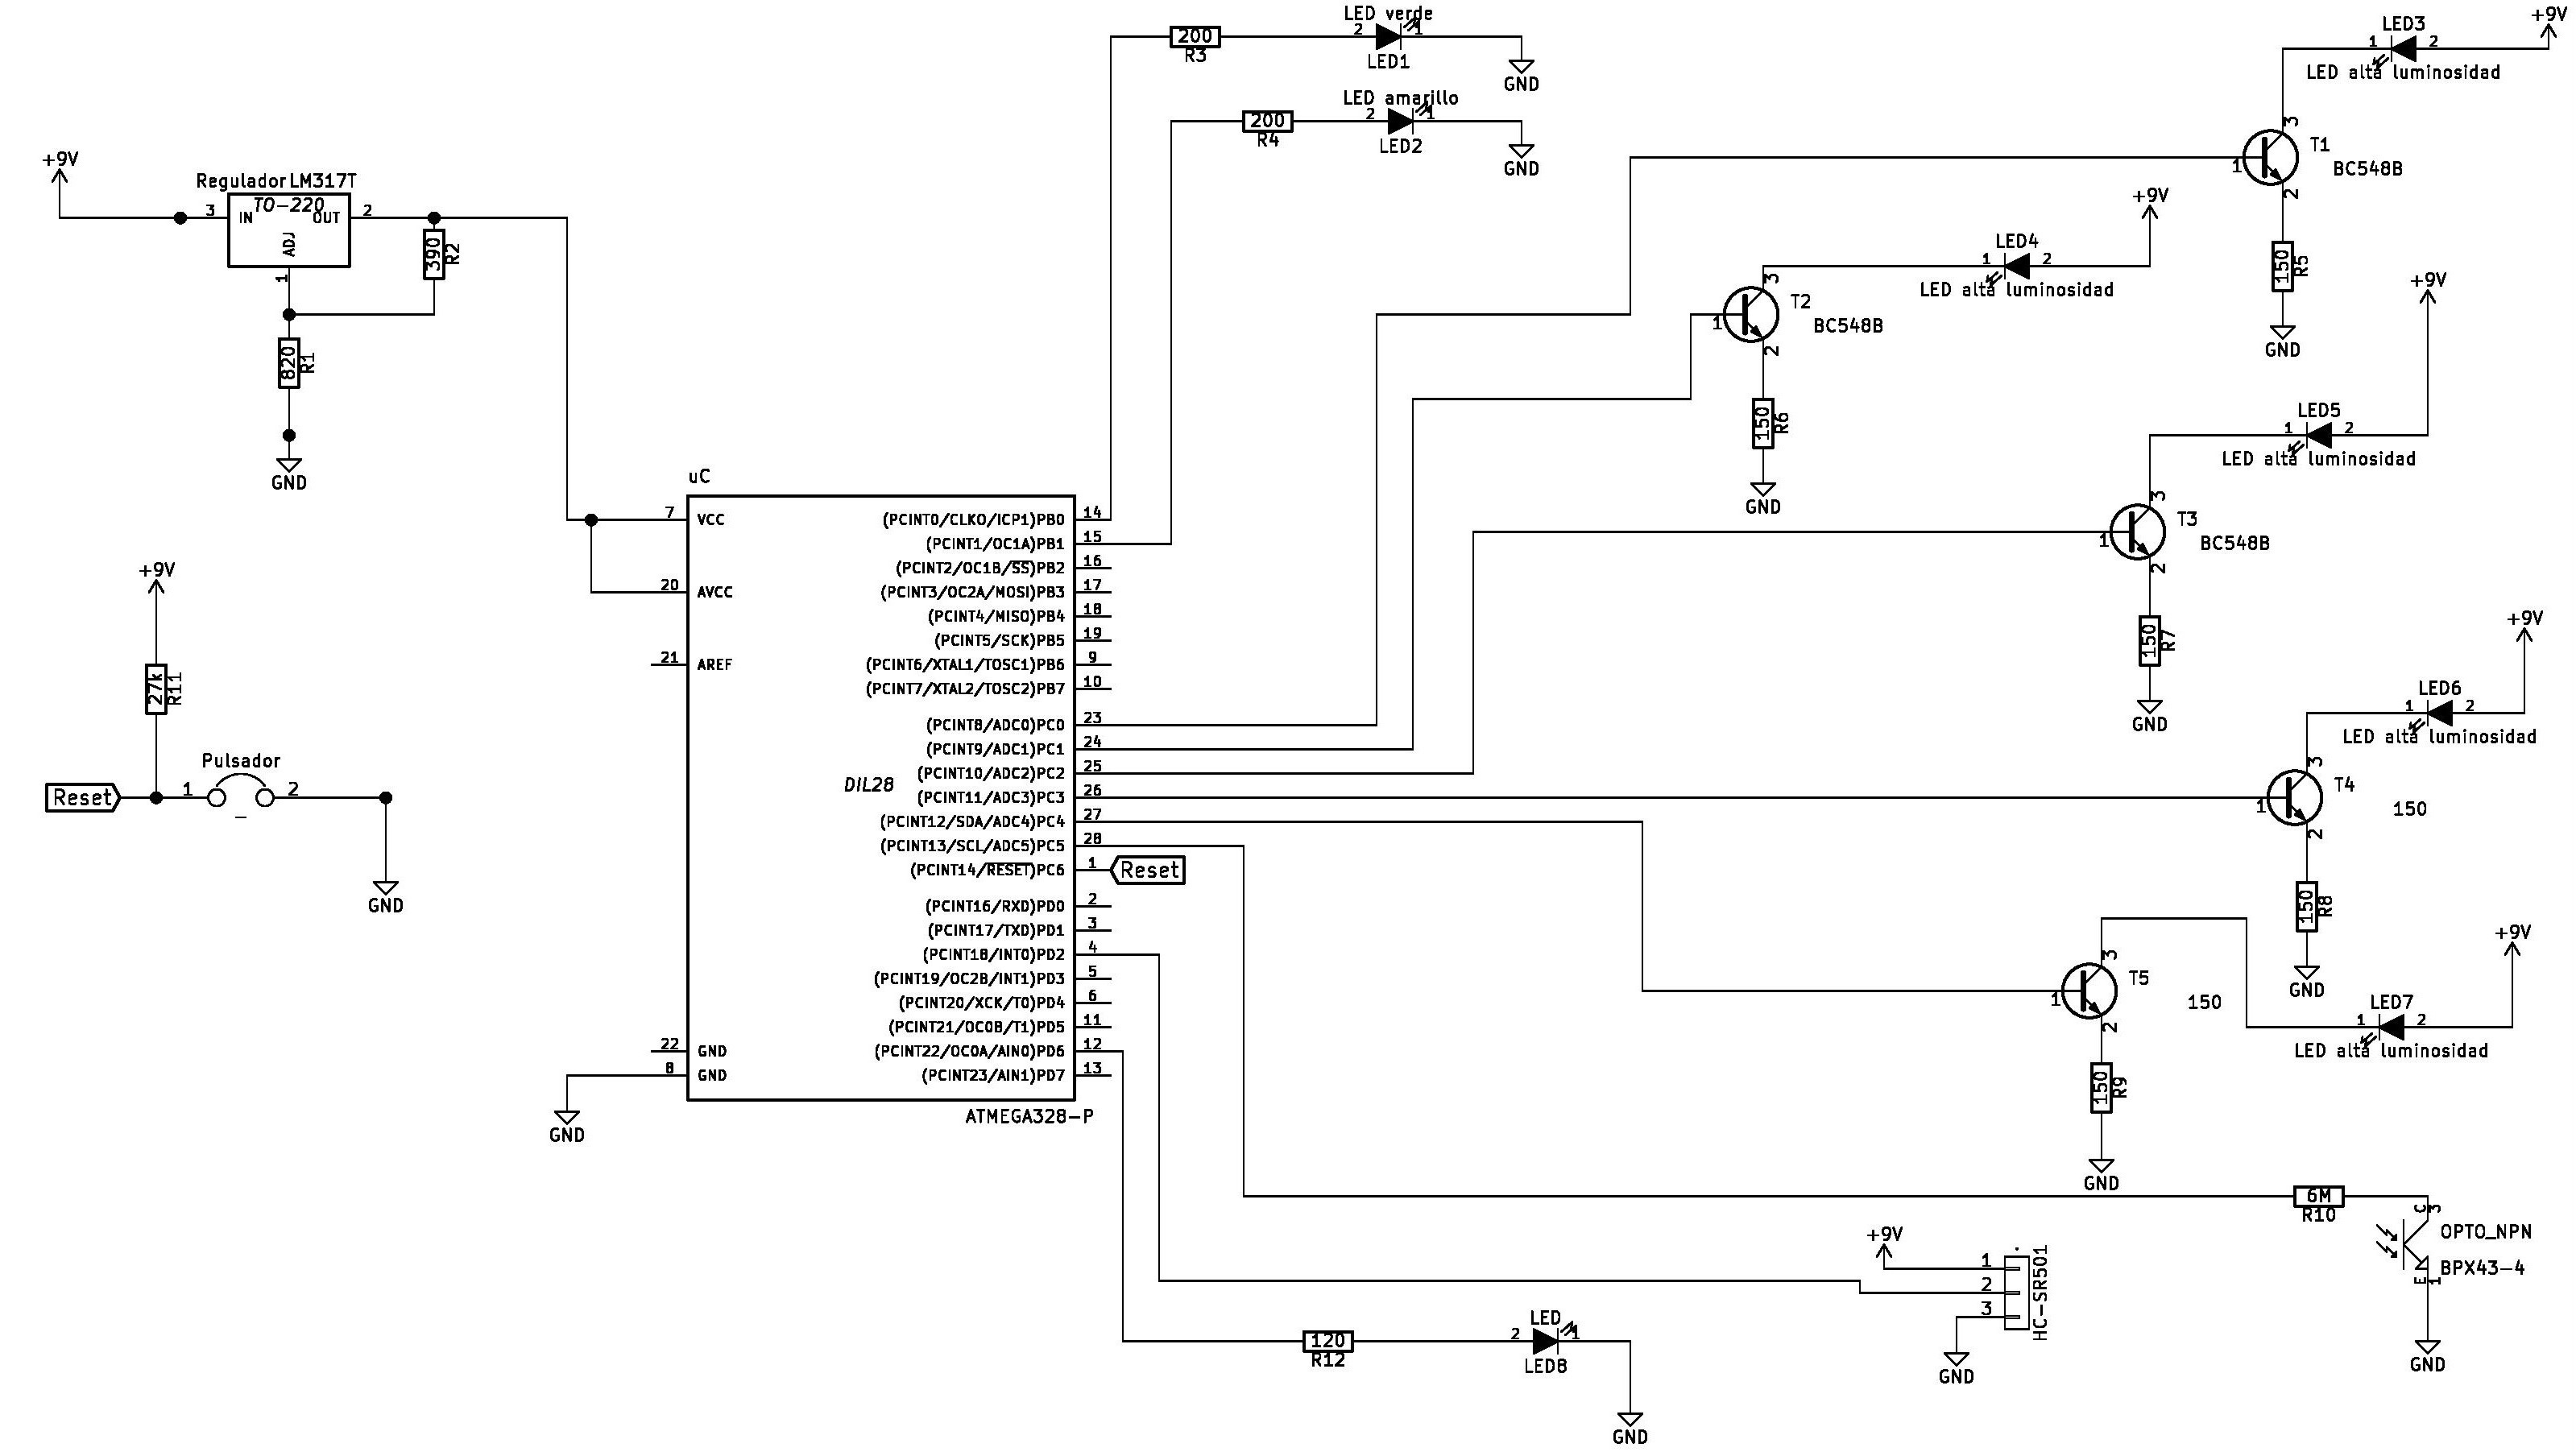 LED verde
200
R3
2
1
LED1
GND
LED amarillo
200
R4
2
1
LED2
GND
+9V
LED3
1
2
LED alta luminosidad
3
T1
1
BC548B
2
150
R5
GND
+9V
Regulador LM317T
TO-220
3
IN
OUT
2
ADJ
1
390
R2
820
R1
GND
+9V
LED4
1
2
LED alta luminosidad
3
T2
1
BC548B
2
150
R6
GND
+9V
LED5
1
2
LED alta luminosidad
3
T3
1
BC548B
2
150
R7
GND
+9V
27k
R11
Reset
1
Pulsador
2
_
GND
uC
7
VCC
20
AVCC
21
AREF
DIL28
22
GND
8
GND
GND
(PCINT0/CLKO/ICP1)PB0
14
(PCINT1/OC1A)PB1
15
(PCINT2/OC1B/SS)PB2
16
(PCINT3/OC2A/MOSI)PB3
17
(PCINT4/MISO)PB4
18
(PCINT5/SCK)PB5
19
(PCINT6/XTAL1/TOSC1)PB6
9
(PCINT7/XTAL2/TOSC2)PB7
10
(PCINT8/ADC0)PC0
23
(PCINT9/ADC1)PC1
24
(PCINT10/ADC2)PC2
25
(PCINT11/ADC3)PC3
26
(PCINT12/SDA/ADC4)PC4
27
(PCINT13/SCL/ADC5)PC5
28
(PCINT14/RESET)PC6
1
Reset
(PCINT16/RXD)PD0
2
(PCINT17/TXD)PD1
3
(PCINT18/INT0)PD2
4
(PCINT19/OC2B/INT1)PD3
5
(PCINT20/XCK/T0)PD4
6
(PCINT21/OC0B/T1)PD5
11
(PCINT22/OC0A/AIN0)PD6
12
(PCINT23/AIN1)PD7
13
ATMEGA328-P
+9V
LED6
1
2
LED alta luminosidad
3
T4
1
150
2
150
R8
GND
+9V
LED7
1
2
LED alta luminosidad
3
T5
1
150
2
150
R9
GND
6M
R10
C
3
OPTO_NPN
BPX43-4
E
1
GND
+9V
1
2
3
HC-SR501
GND
120
R12
LED
2
1
LED8
GND